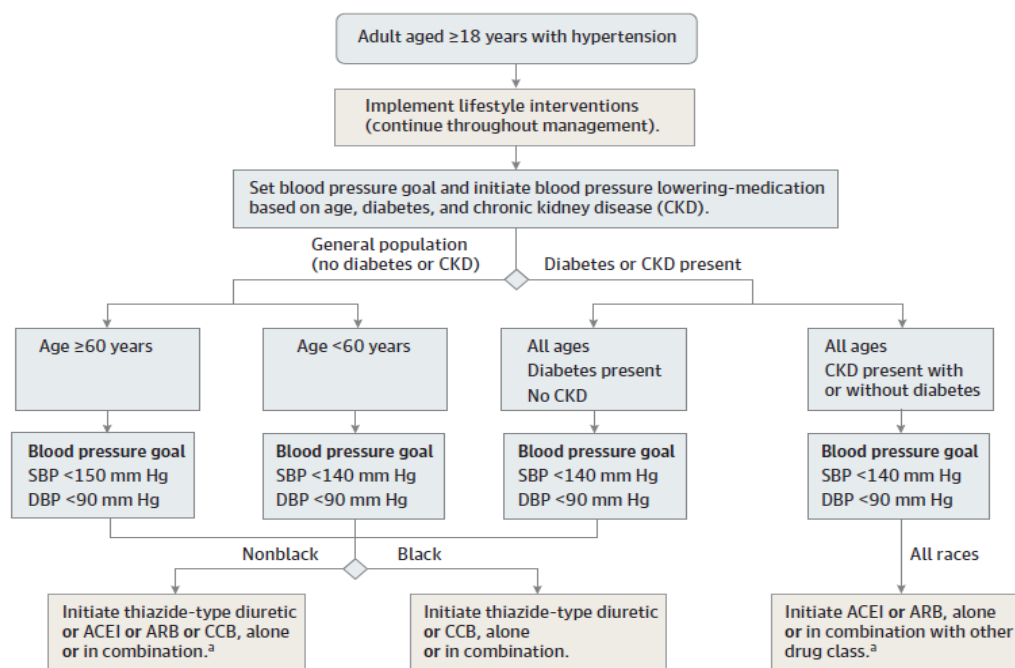 Adult aged ≥18 years with hypertension
Implement lifestyle interventions
(continue throughout management).
Set blood pressure goal and initiate blood pressure lowering-medication
based on age, diabetes, and chronic kidney disease (CKD).
General population
(no diabetes or CKD)
Diabetes or CKD present
Age ≥60 years
Age <60 years
All ages
Diabetes present
No CKD
All ages
CKD present with
or without diabetes
Blood pressure goal
SBP <150 mm Hg
DBP <90 mm Hg
Blood pressure goal
SBP <140 mm Hg
DBP <90 mm Hg
Blood pressure goal
SBP <140 mm Hg
DBP <90 mm Hg
Blood pressure goal
SBP <140 mm Hg
DBP <90 mm Hg
Nonblack
Black
All races
Initiate thiazide-type diuretic
or ACEI or ARB or CCB, alone
or in combination.a
Initiate thiazide-type diuretic
or CCB, alone
or in combination.
Initiate ACEI or ARB, alone
or in combination with other
drug class.a